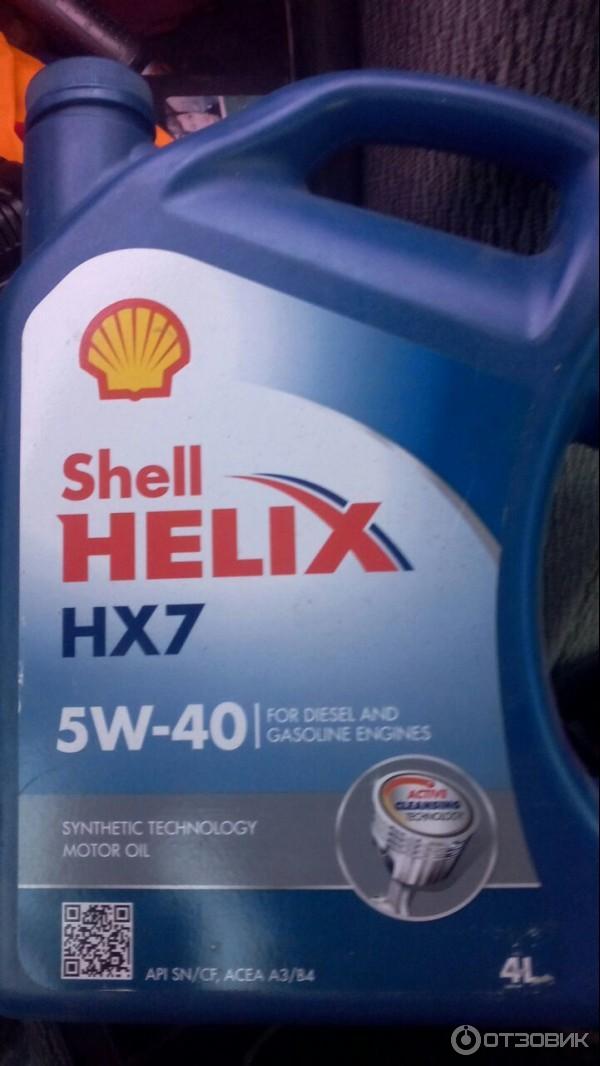 Shell
HELIX
HX7
5W-40
FOR DIESEL AND
GASOLINE ENGINES
ACTIVE
CLEANSING
TECHNOLOGY
SYNTHETIC TECHNOLOGY
MOTOR OIL
API SN/CF, ACEA A3/B4
4L
ОТЗОВИК